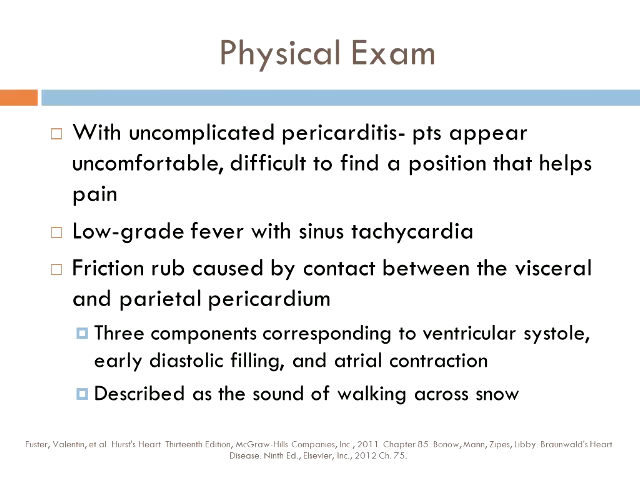 Physical Exam
With uncomplicated pericarditis- pts appear
uncomfortable, difficult to find a position that helps
pain
Low-grade fever with sinus tachycardia
Friction rub caused by contact between the visceral
and parietal pericardium
Three components corresponding to ventricular systole,
early diastolic filling, and atrial contraction
Described as the sound of walking across snow
Fuster, Valentin, et al. Hurst's Heart. Thirteenth Edition, McGraw-Hills Companies, Inc., 2011. Chapter 85. Bonow, Mann, Zipes, Libby. Braunwald's Heart
Disease. Ninth Ed., Elsevier, Inc., 2012 Ch. 75.